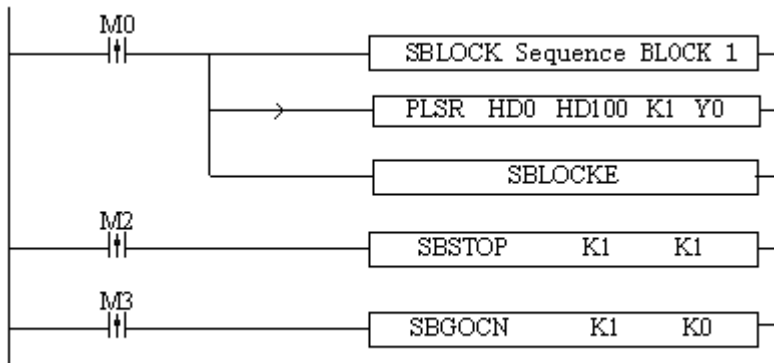 M0
SBLOCK Sequence BLOCK 1
PLSR HD0 HD100 K1 Y0
SBLOCKE
M2
SBSTOP K1 K1
M3
SBGOCN K1 K0